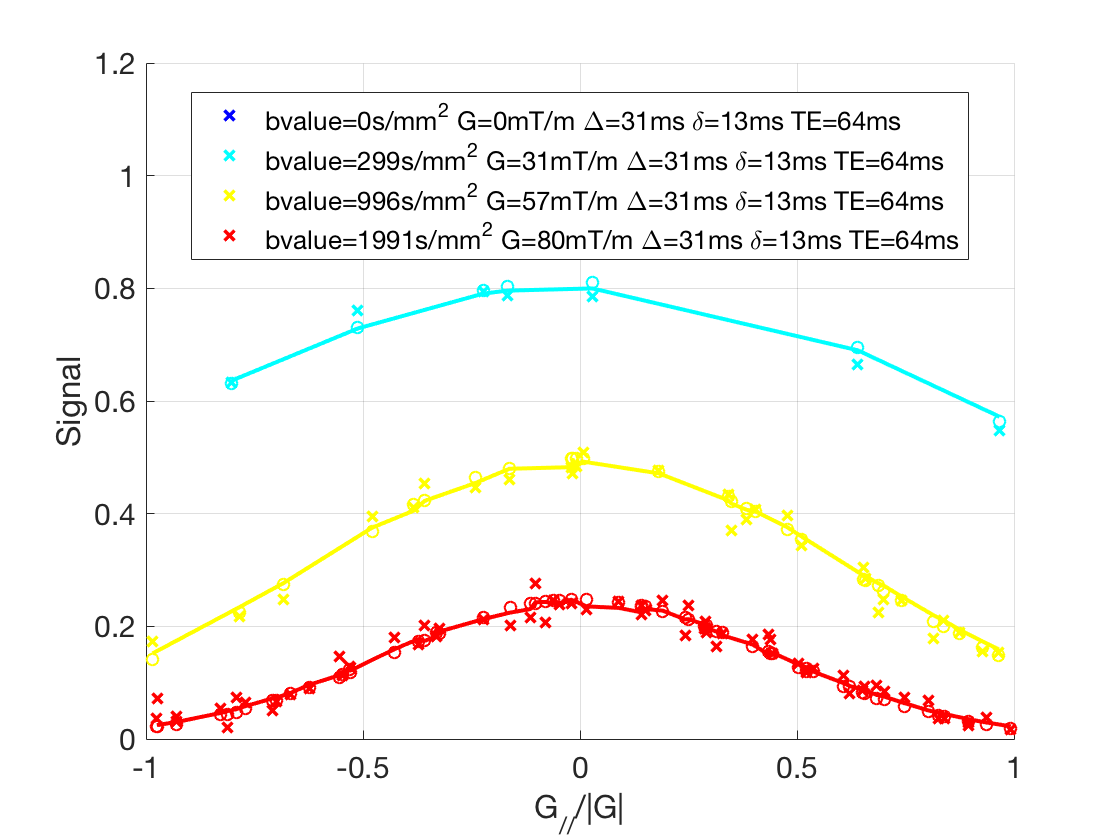 1.2
bvalue=0s/mm² G=0mT/m Δ=31ms δ=13ms TE=64ms
bvalue=299s/mm² G=31mT/m Δ=31ms δ=13ms TE=64ms
1
bvalue=996s/mm² G=57mT/m Δ=31ms δ=13ms TE=64ms
bvalue=1991s/mm² G=80mT/m Δ=31ms δ=13ms TE=64ms
0.8
0.6
Signal
0.4
0.2
0
-1 -0.5 0 0.5 1
G_///|G|